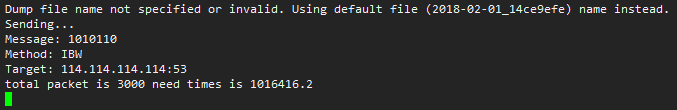 Dump file name not specified or invalid. Using default file (2018-02-01_14ce9efe) name instead.
Sending...
Message: 1010110
Method: IBW
Target: 114.114.114.114:53
total packet is 3000 need times is 1016416.2